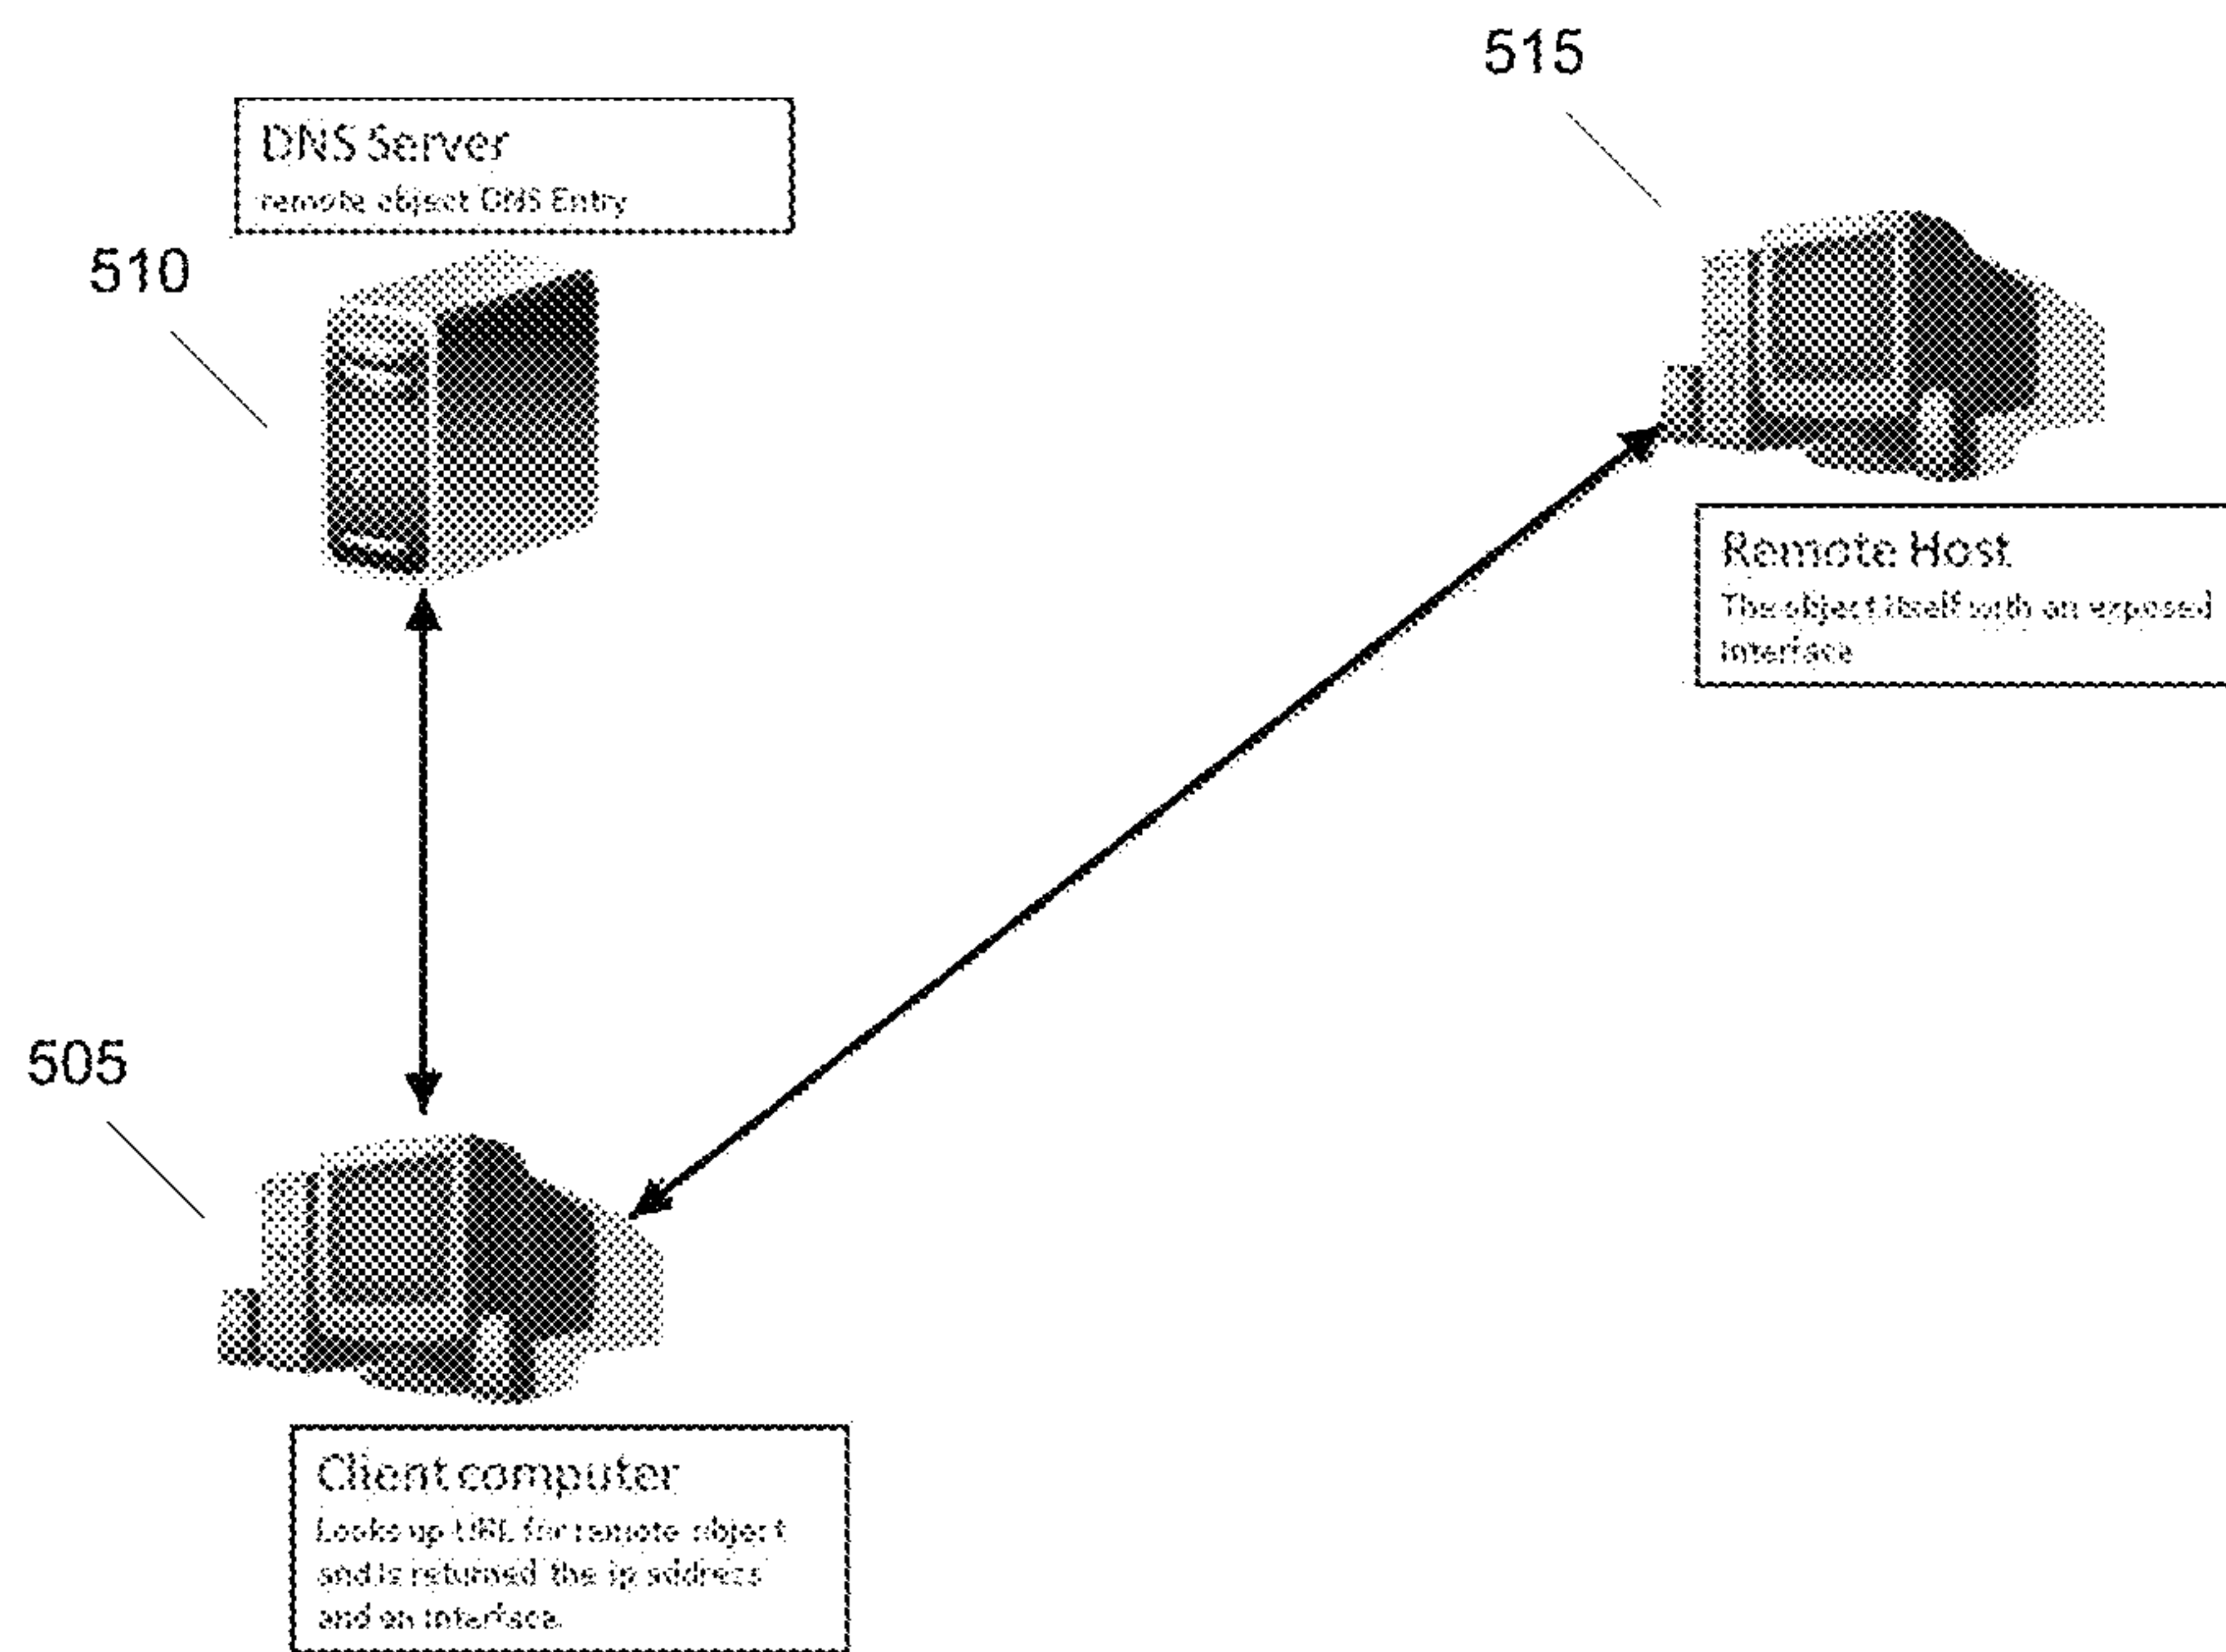 515
DNS Server
remote object DNS Entry
510
Remote Host
The object itself with an exposed
interface
505
Client computer
Looks up URL for remote object
and is returned the ip address
and an interface.